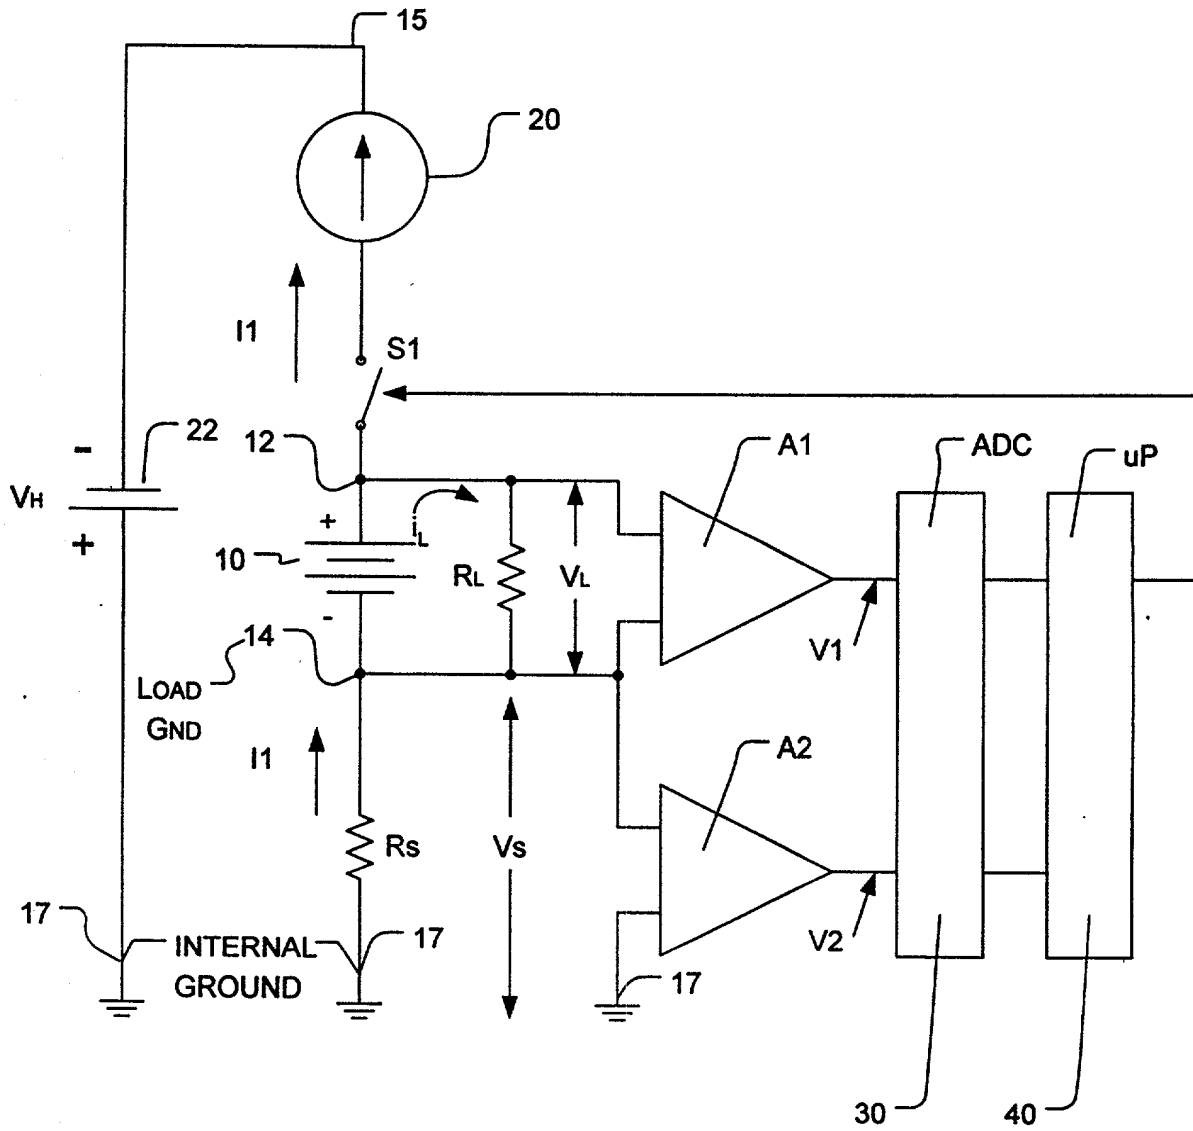 15
20
I1
S1
22
12
A1
ADC
uP
-
VH
+
+
iL
10
RL
VL
V1
-
14
LOAD
GND
I1
A2
Rs
Vs
17
INTERNAL
GROUND
17
17
V2
30
40